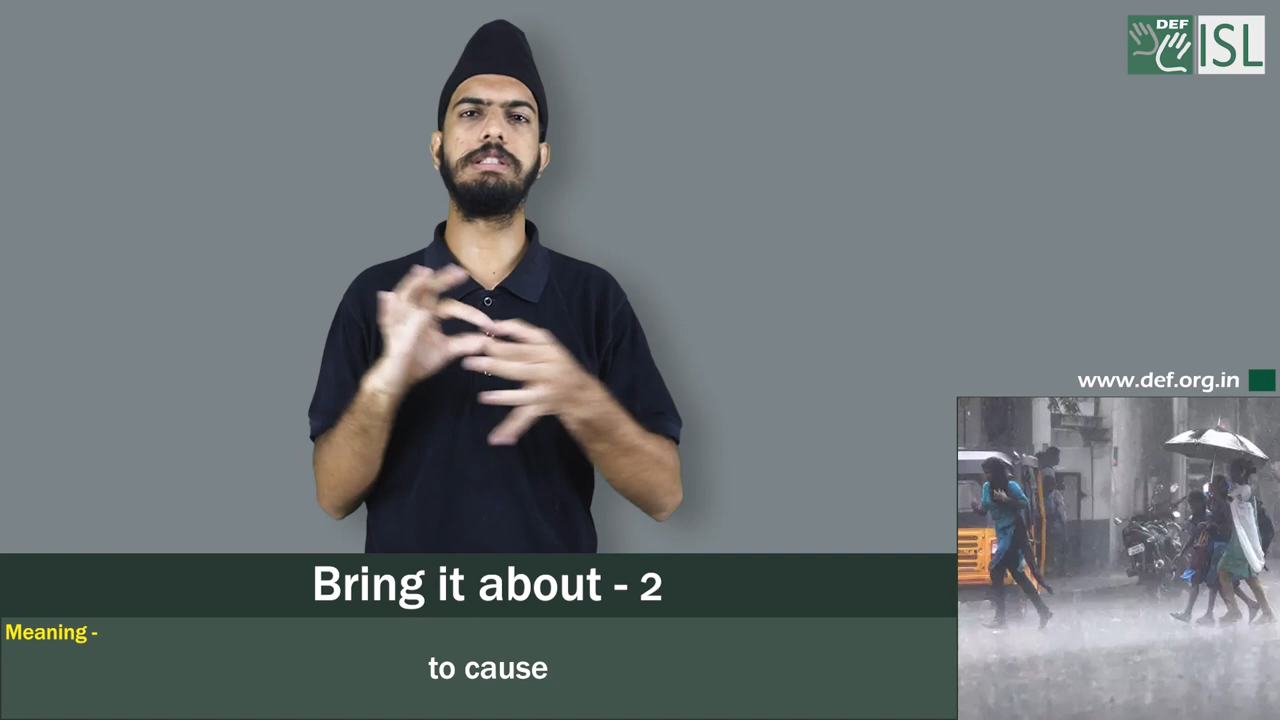 DEF
ISL
www.def.org.in
Bring it about - 2
Meaning -
to cause